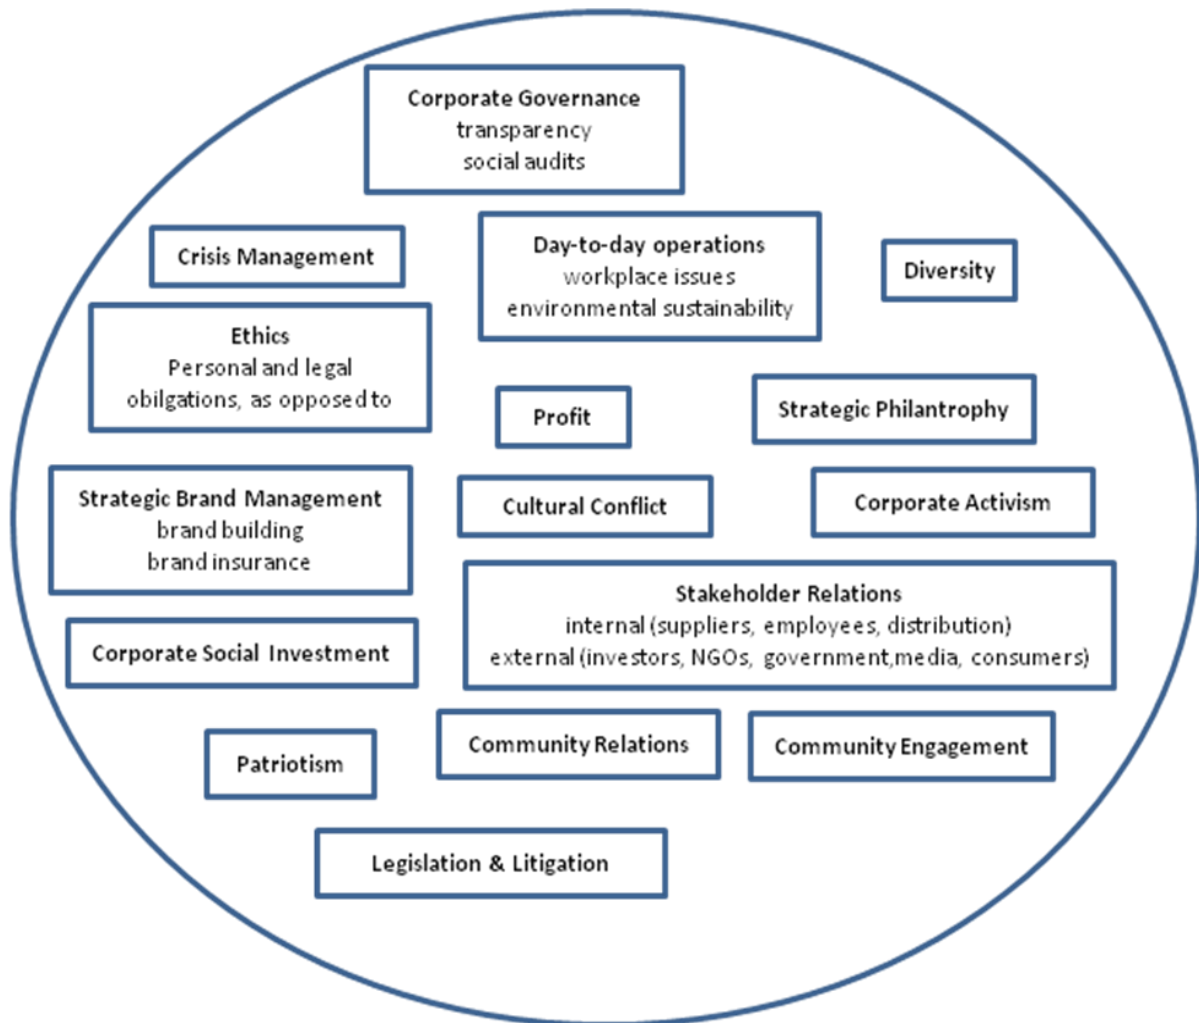 Corporate Governance
transparency
social audits
Crisis Management
Day-to-day operations
workplace issues
environmental sustainability
Diversity
Ethics
Personal and legal
obilgations, as opposed to
Profit
Strategic Philantrophy
Strategic Brand Management
brand building
brand insurance
Cultural Conflict
Corporate Activism
Stakeholder Relations
internal (suppliers, employees, distribution)
external (investors, NGOs, government,media, consumers)
Corporate Social Investment
Patriotism
Community Relations
Community Engagement
Legislation & Litigation